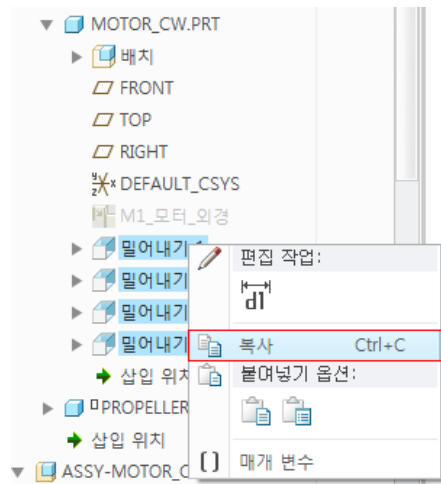 MOTOR_CW.PRT
배치
FRONT
TOP
RIGHT
DEFAULT_CSYS
M1_모터_외경
밀어내기
밀어내기
밀어내기
밀어내기
삽입 위치
PROPELLER
삽입 위치
ASSY-MOTOR_C
편집 작업:
d1
복사 Ctrl+C
붙여넣기 옵션:
매개 변수